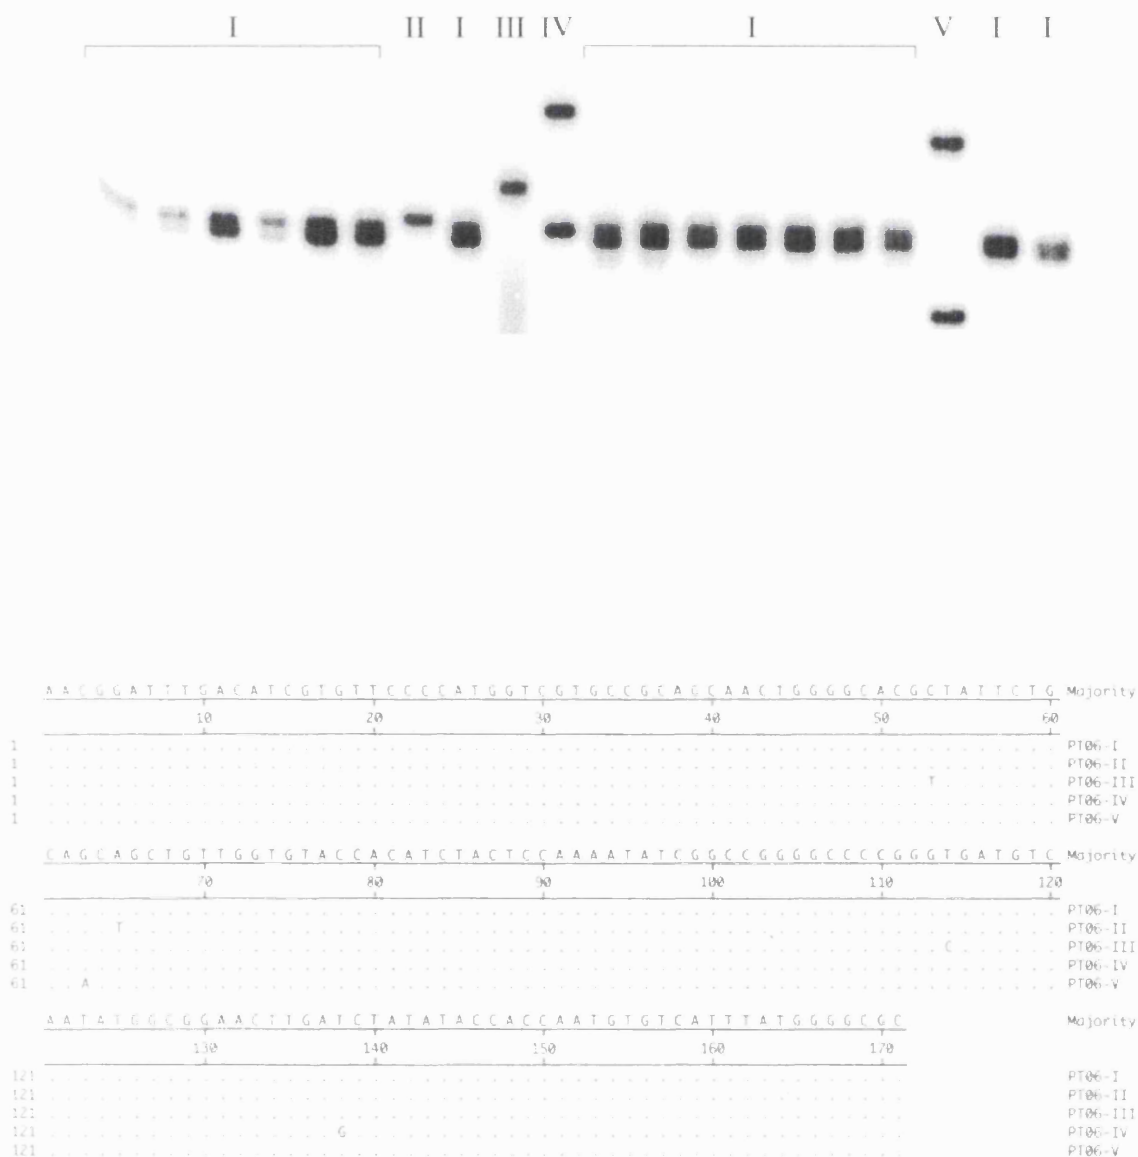 I II I III IV I V I I
A A C G G A T T T G A C A T C G T G T T C C C C A T G G T C G T G C C G C A G C A A C T G G G G C A C G C T A T T C T G Majority
10 20 30 40 50 60
1 PT06-I
1 PT06-II
1 T PT06-III
1 PT06-IV
1 PT06-V
C A G C A G C T G T T G G T G T A C C A C A T C T A C T C C A A A A T A T C G G C C G G G G C C C C G G G T G A T G T C Majority
70 80 90 100 110 120
61 PT06-I
61 T PT06-II
61 C PT06-III
61 PT06-IV
61 A PT06-V
A A T A T G G C G G A A C T T G A T C T A T A T A C C A C C A A T G T G T C A T T T A T G G G G C G C Majority
130 140 150 160 170
121 PT06-I
121 PT06-II
121 PT06-III
121 G PT06-IV
121 PT06-V